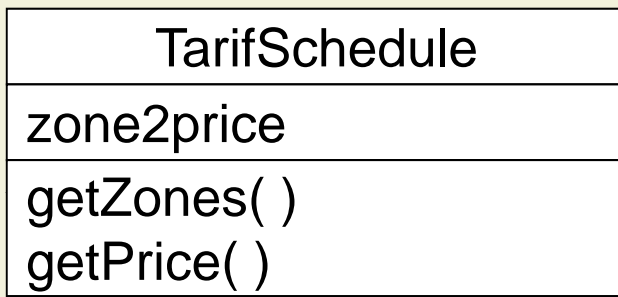 TarifSchedule
zone2price
getZones( )
getPrice( )